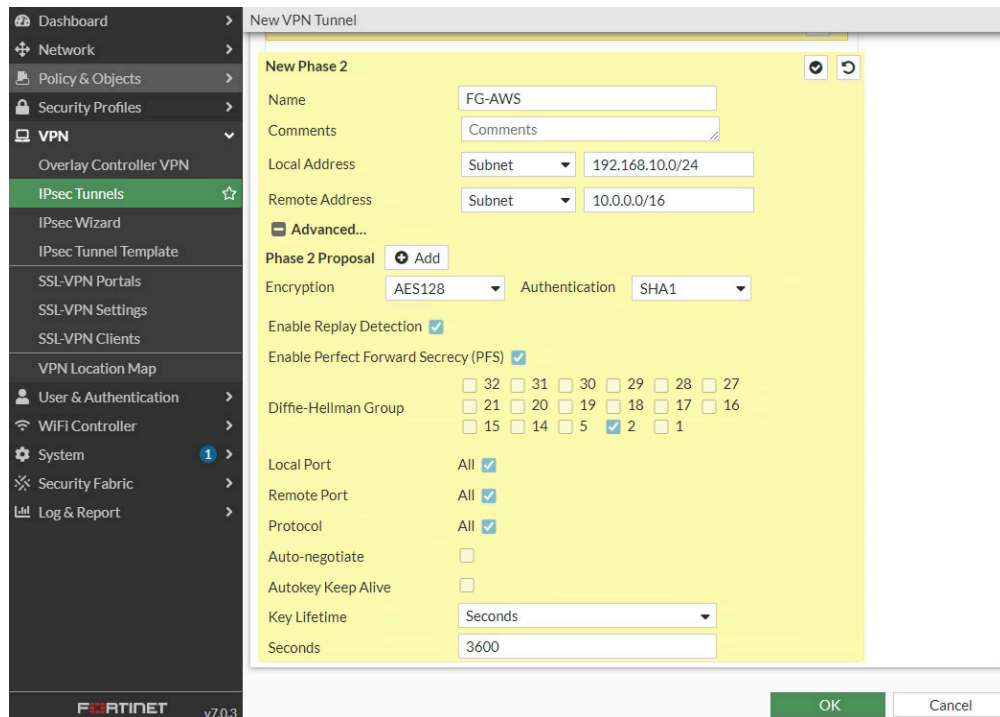 Dashboard
Network
Policy & Objects
Security Profiles
VPN
Overlay Controller VPN
IPsec Tunnels
IPsec Wizard
IPsec Tunnel Template
SSL-VPN Portals
SSL-VPN Settings
SSL-VPN Clients
VPN Location Map
User & Authentication
WiFi Controller
System 1
Security Fabric
Log & Report
FORTINET v7.0.3
New VPN Tunnel
New Phase 2
Name FG-AWS
Comments Comments
Local Address Subnet 192.168.10.0/24
Remote Address Subnet 10.0.0.0/16
Advanced...
Phase 2 Proposal Add
Encryption AES128 Authentication SHA1
Enable Replay Detection
Enable Perfect Forward Secrecy (PFS)
32 31 30 29 28 27
Diffie-Hellman Group 21 20 19 18 17 16
15 14 5 2 1
Local Port All
Remote Port All
Protocol All
Auto-negotiate
Autokey Keep Alive
Key Lifetime Seconds
Seconds 3600
OK Cancel